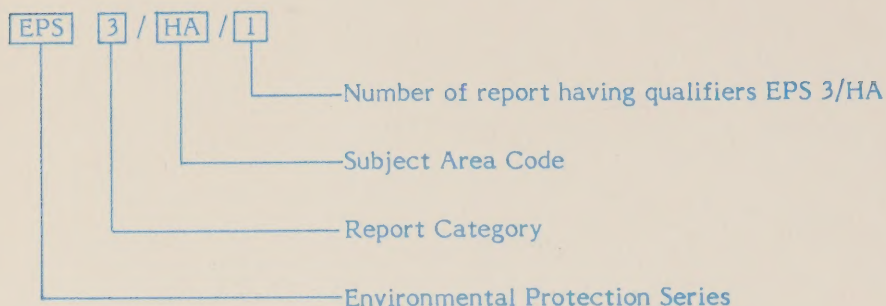 EPS 3 / HA / 1
Number of report having qualifiers EPS 3/HA
Subject Area Code
Report Category
Environmental Protection Series